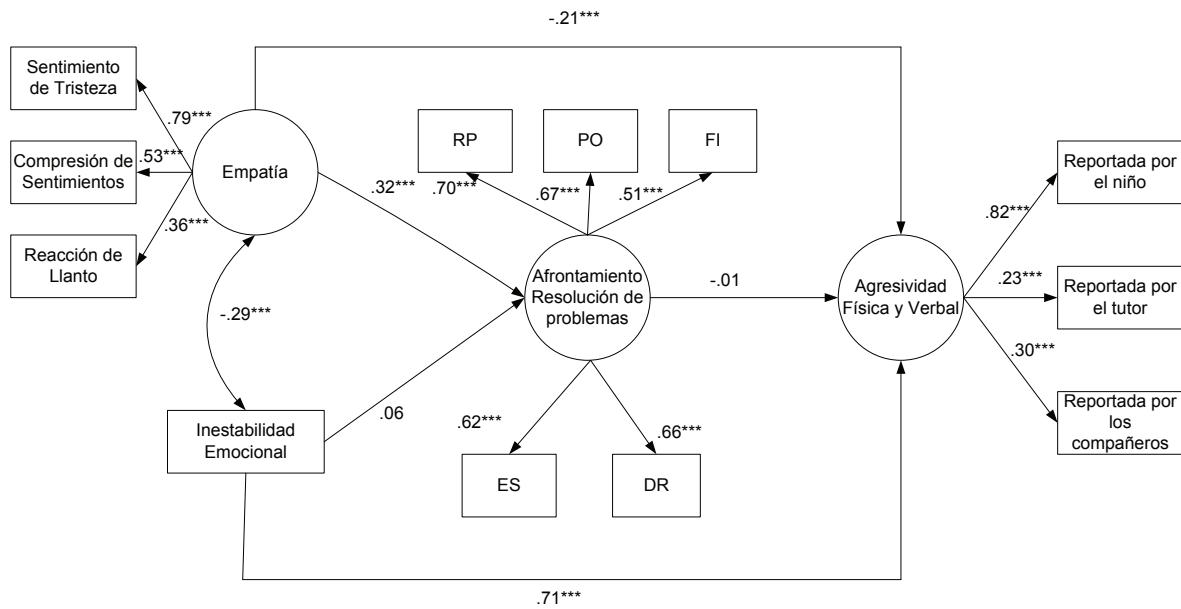 -.21***
Sentimiento
de Tristeza
.79***
Compresión de
Sentimientos
.53***
Empatía
.36***
Reacción de
Llanto
RP
PO
FI
.32***
.70***
.67***
.51***
Reportada por
el niño
.82***
Afrontamiento
Resolución de
problemas
-.01
Agresividad
Física y Verbal
.23***
Reportada por
el tutor
-.29***
.30***
.06
Inestabilidad
Emocional
.62***
.66***
Reportada por
los
compañeros
ES
DR
.71***